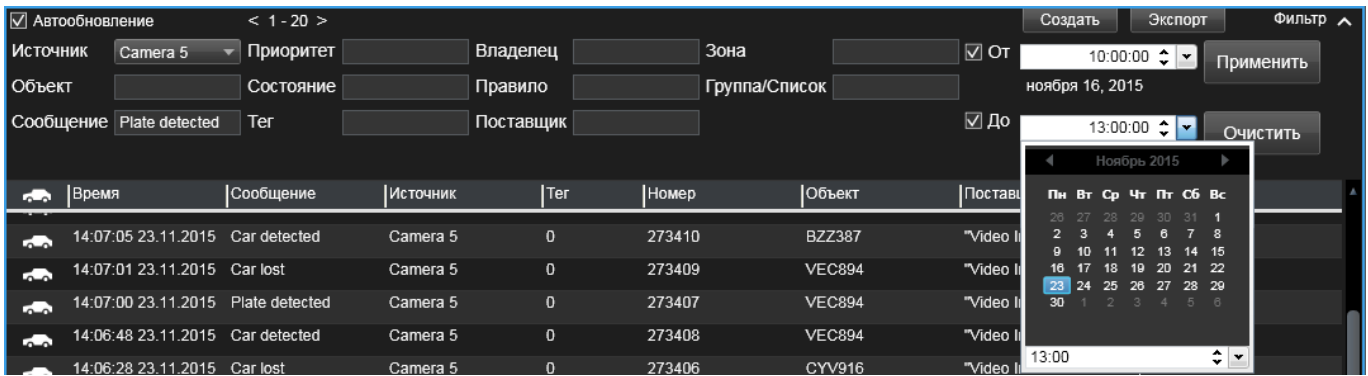 Автообновление < 1 - 20 > Создать Экспорт Фильтр
Источник Camera 5 Приоритет Владелец Зона От 10:00:00 Применить
Объект Состояние Правило Группа/Список ноября 16, 2015
Сообщение Plate detected Тег Поставщик До 13:00:00 Очистить
Ноябрь 2015
Время Сообщение Источник Тег Номер Объект
Пн Вт Ср Чт Пт Сб Вс
26 27 28 29 30 31 1
2 3 4 5 6 7 8
9 10 11 12 13 14 15
16 17 18 19 20 21 22
23 24 25 26 27 28 29
30 1 2 3 4 5 6
13:00
14:07:05 23.11.2015 Car detected Camera 5 0 273410 BZZ387 "Video
14:07:01 23.11.2015 Car lost Camera 5 0 273409 VEC894 "Video
14:07:00 23.11.2015 Plate detected Camera 5 0 273407 VEC894 "Video
14:06:48 23.11.2015 Car detected Camera 5 0 273408 VEC894 "Video
14:06:28 23.11.2015 Car lost Camera 5 0 273406 CYV916 "Video